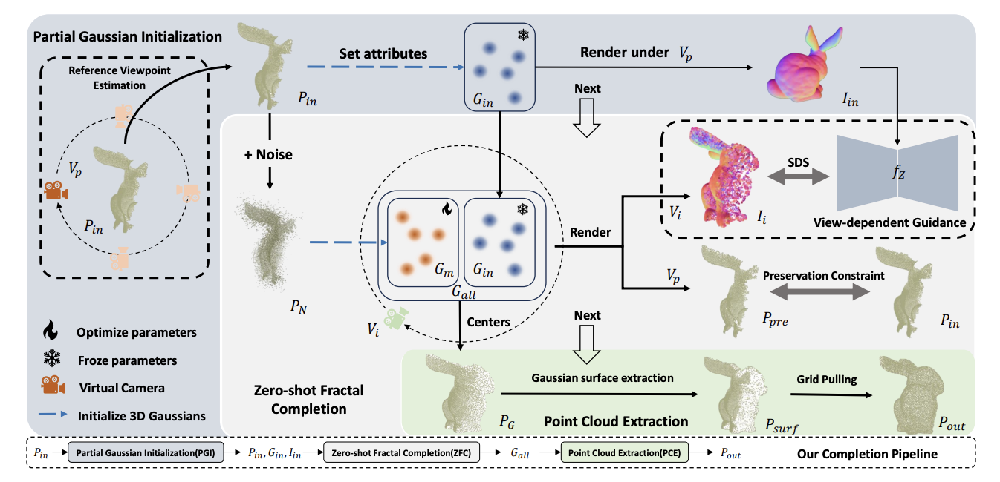 Partial Gaussian Initialization
Reference Viewpoint
Estimation
V_p
P_in
P_in
Set attributes
G_in
Render under V_p
I_in
Next
+ Noise
P_N
G_m
G_in
G_all
V_i
Centers
Render
V_i
I_i
SDS
f_Z
View-dependent Guidance
V_p
P_pre
Preservation Constraint
P_in
Next
Optimize parameters
Froze parameters
Virtual Camera
Initialize 3D Gaussians
Zero-shot Fractal
Completion
P_G
Gaussian surface extraction
P_surf
Grid Pulling
P_out
Point Cloud Extraction
P_in
Partial Gaussian Initialization(PGI)
P_in, G_in, I_in
Zero-shot Fractal Completion(ZFC)
G_all
Point Cloud Extraction(PCE)
P_out
Our Completion Pipeline